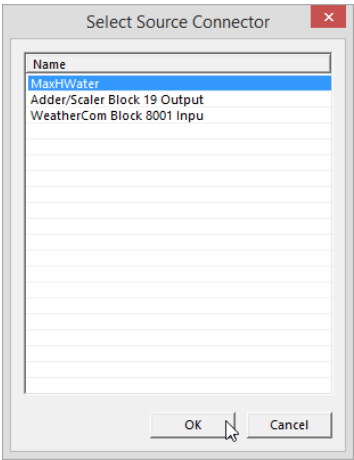 Select Source Connector
Name
MaxHWater
Adder/Scaler Block 19 Output
WeatherCom Block 8001 Inpu
OK
Cancel